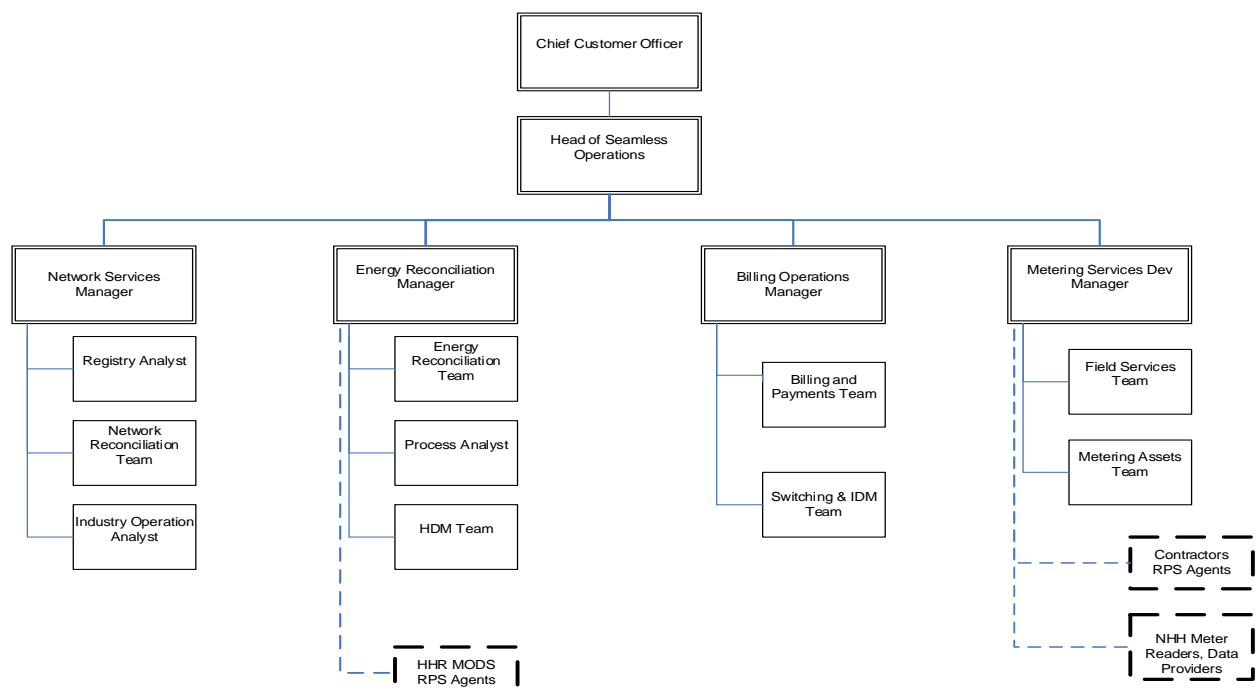 Chief Customer Officer
Head of Seamless
Operations
Network Services
Manager
Energy Reconciliation
Manager
Billing Operations
Manager
Metering Services Dev
Manager
Registry Analyst
Network
Reconciliation
Team
Industry Operation
Analyst
Energy
Reconciliation
Team
Process Analyst
HDM Team
HHR MODS
RPS Agents
Billing and
Payments Team
Switching & IDM
Team
Field Services
Team
Metering Assets
Team
Contractors
RPS Agents
NHH Meter
Readers, Data
Providers